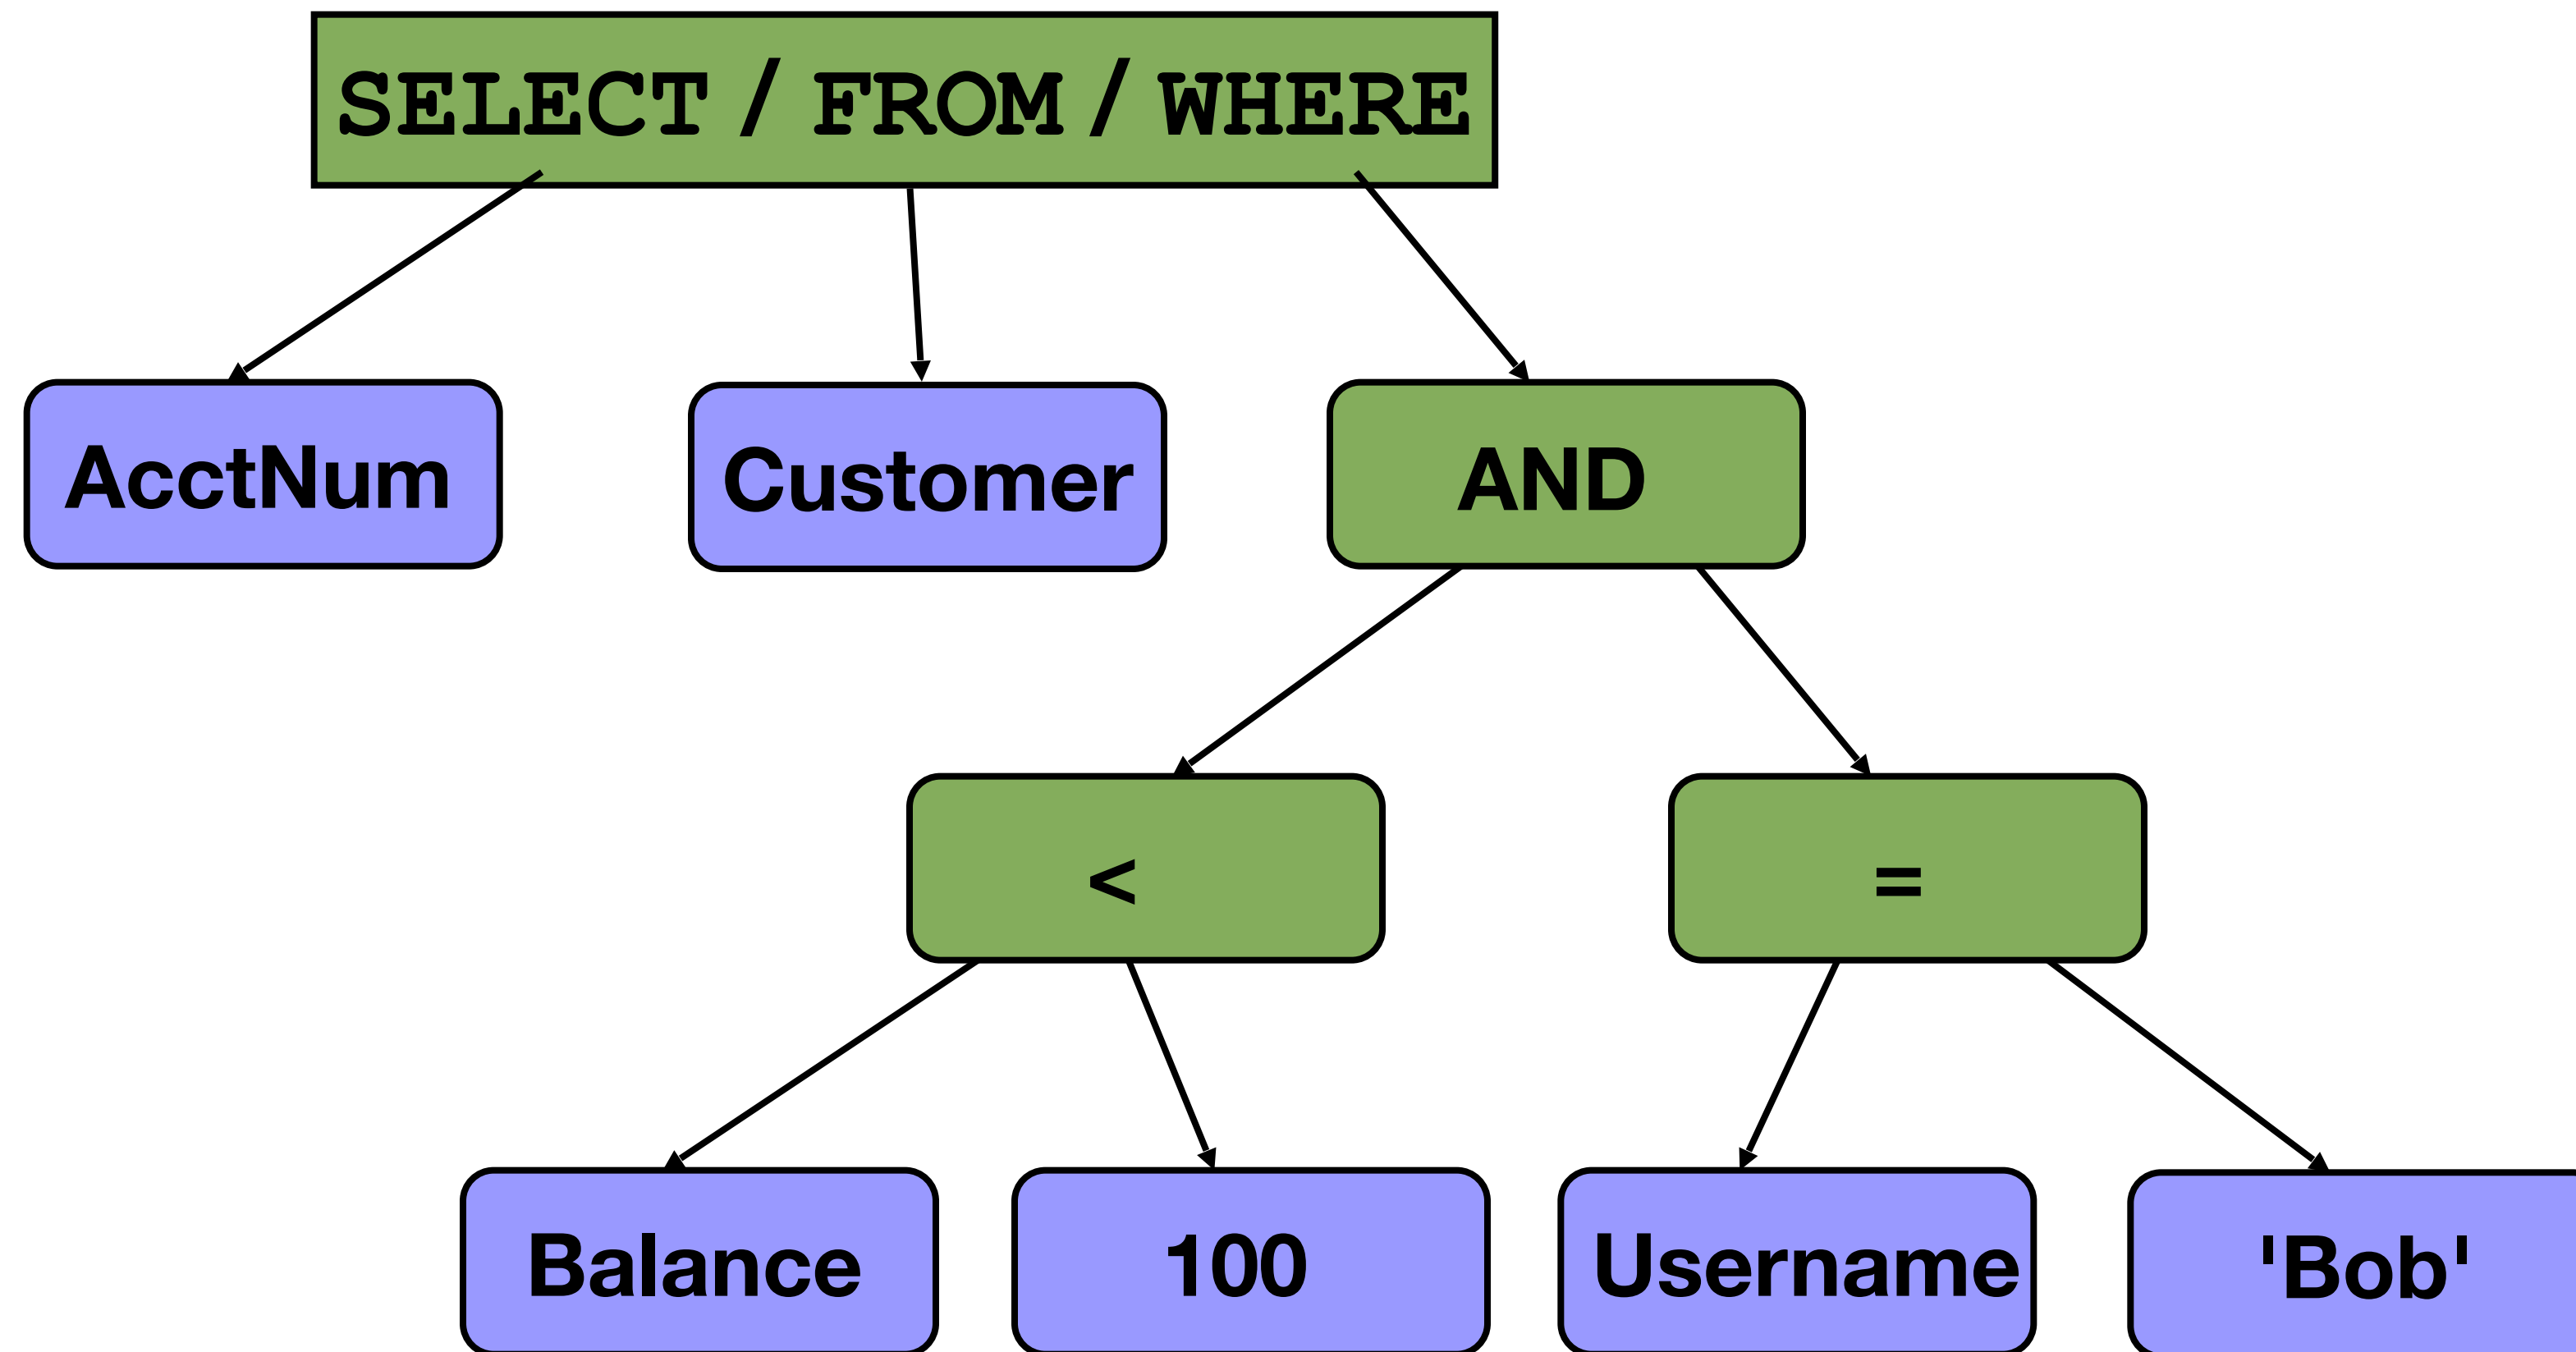 SELECT / FROM / WHERE
AcctNum
Customer
AND
<
=
Balance
100
Username
'Bob'